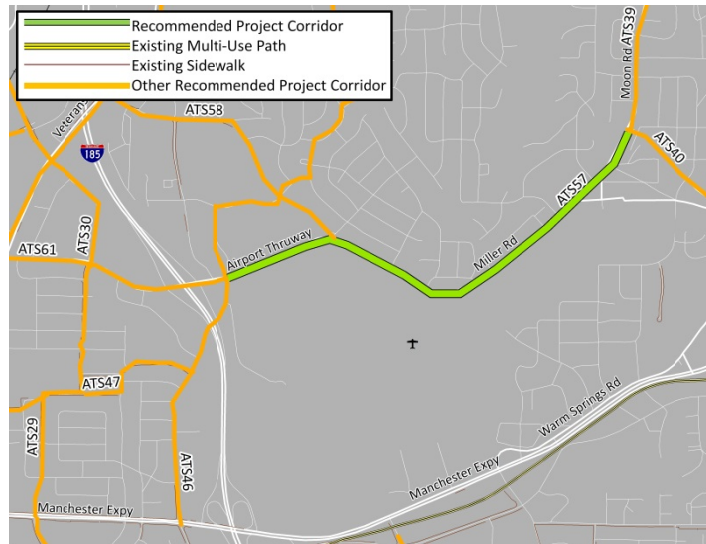 Recommended Project Corridor
Existing Multi-Use Path
Existing Sidewalk
Other Recommended Project Corridor
Moon Rd
ATS39
Veterans
ATS58
185
ATS40
ATS57
ATS30
ATS61
Airport Thruway
Miller Rd
ATS47
Warm Springs Rd
ATS29
ATS46
Manchester Expy
Manchester Expy